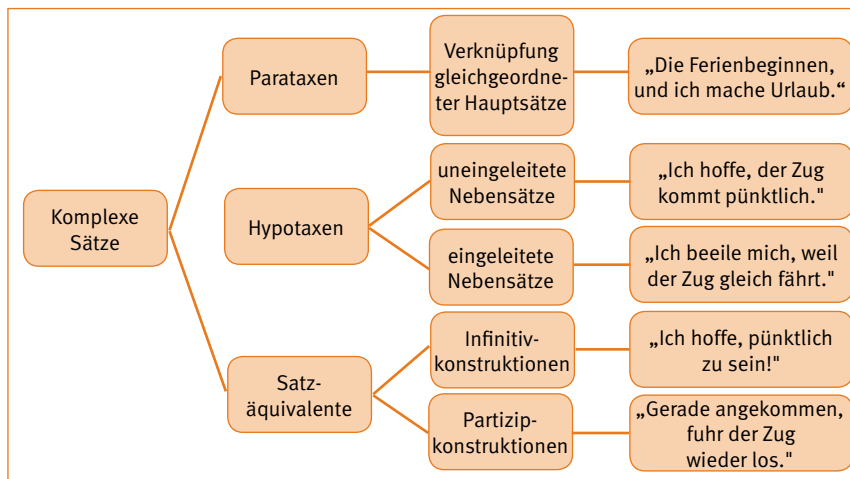 Komplexe
Sätze
Parataxen
Verknüpfung
gleichgeordne-
ter Hauptsätze
„Die Ferienbeginnen,
und ich mache Urlaub.“
Hypotaxen
uneingeleitete
Nebensätze
„Ich hoffe, der Zug
kommt pünktlich."
eingeleitete
Nebensätze
„Ich beeile mich, weil
der Zug gleich fährt."
Satz-
äquivalente
Infinitiv-
konstruktionen
„Ich hoffe, pünktlich
zu sein!"
Partizip-
konstruktionen
„Gerade angekommen,
fuhr der Zug
wieder los."